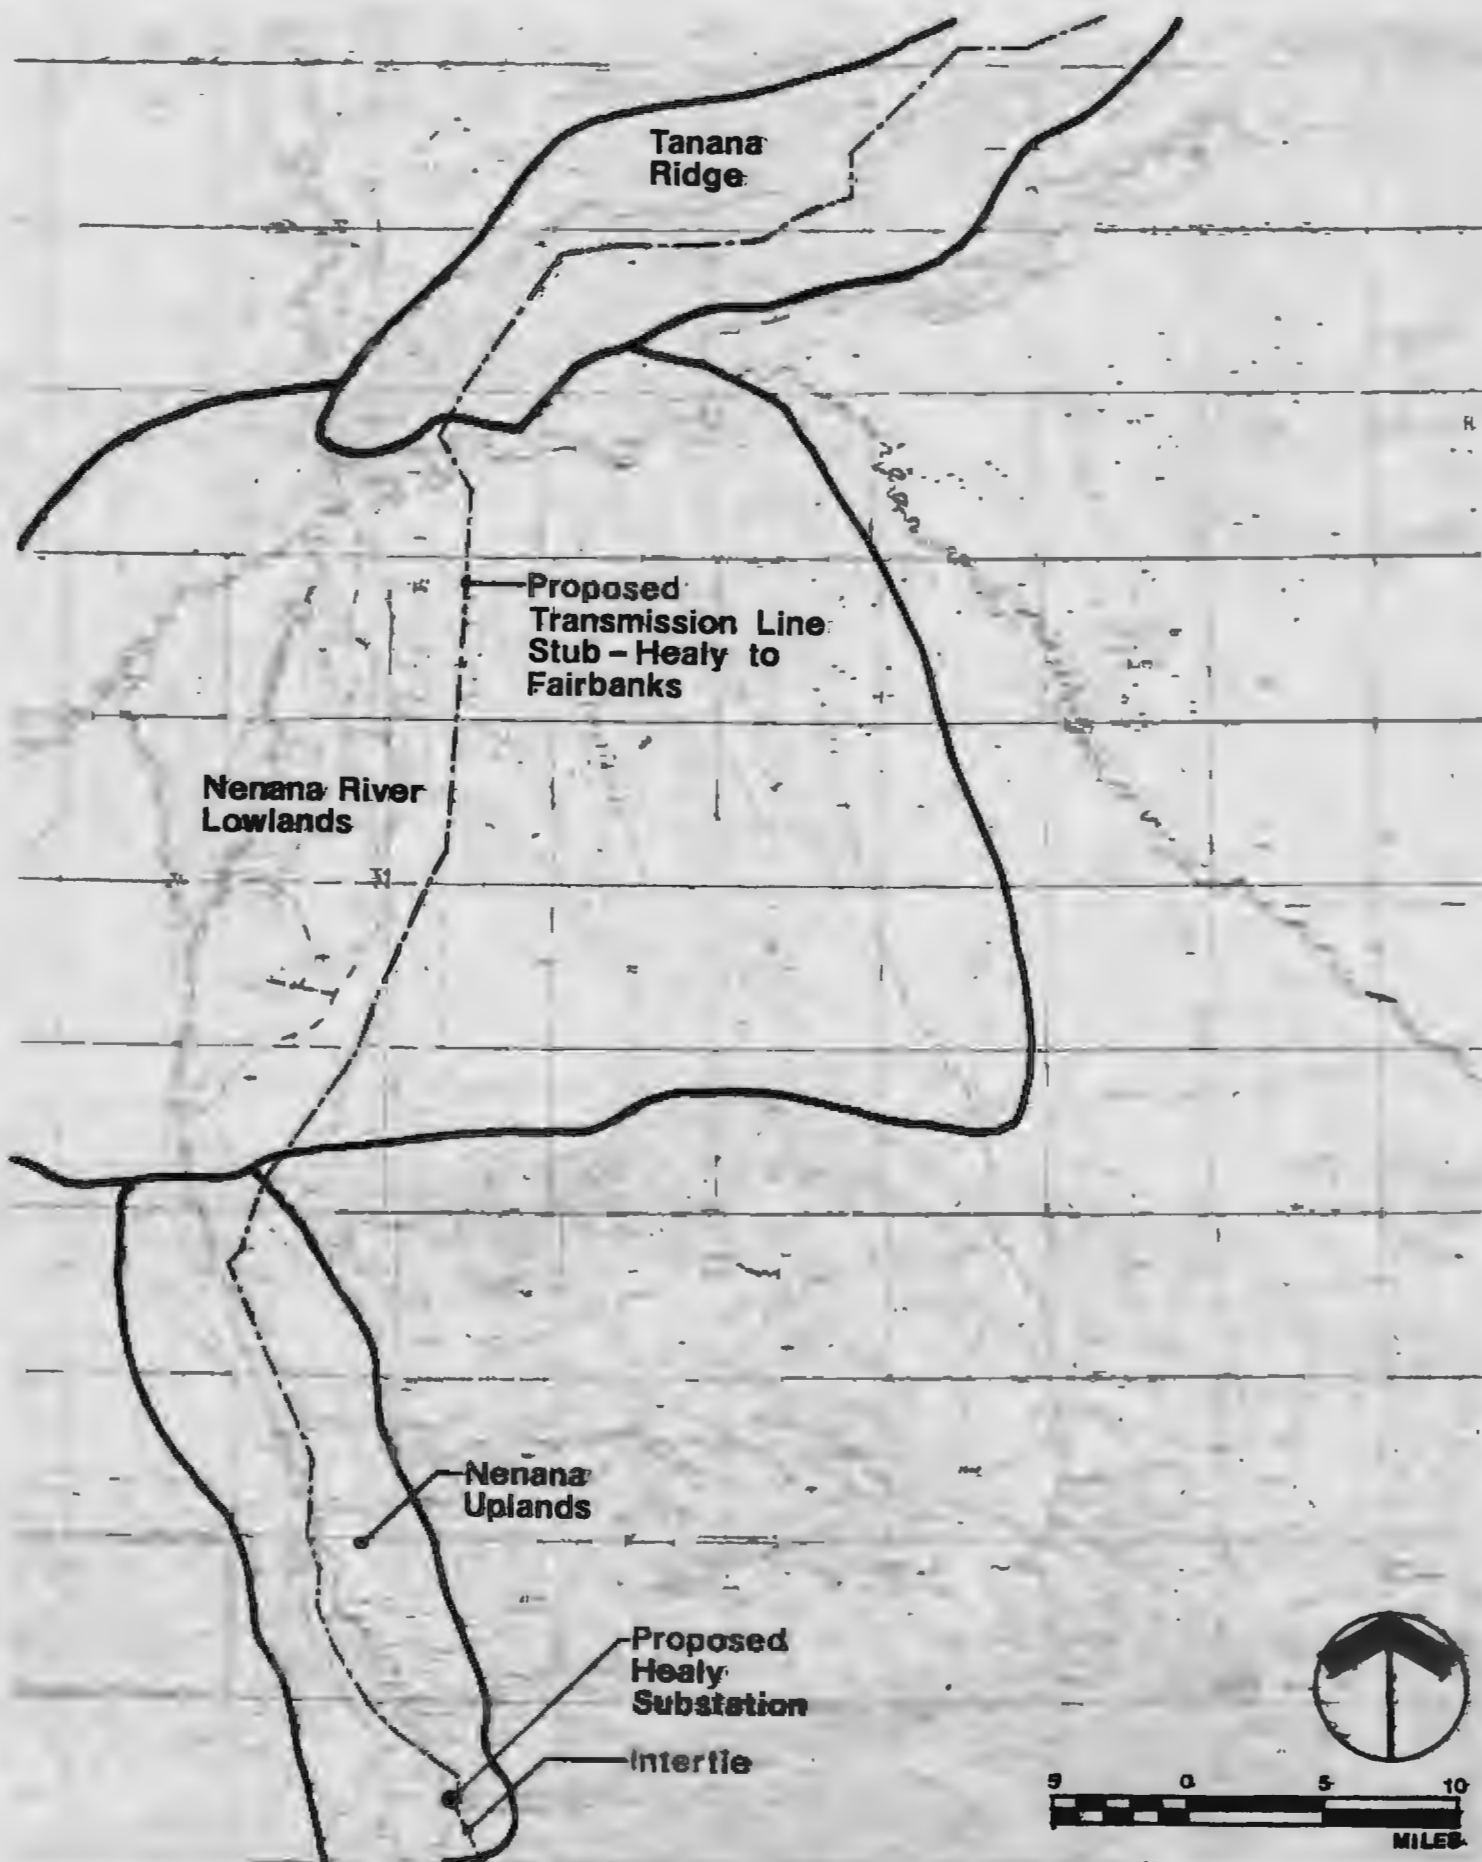 Tanana
Ridge
Proposed
Transmission Line
Stub – Healy to
Fairbanks
Nenana River
Lowlands
Nenana
Uplands
Proposed
Healy
Substation
Intertie
5 0 5 10
MILES